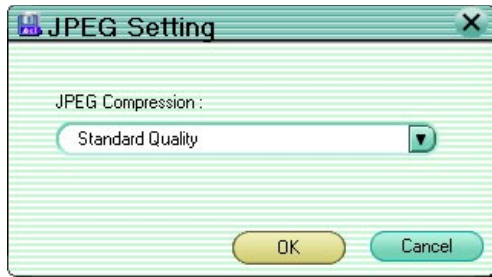 JPEG Setting
JPEG Compression :
Standard Quality
OK
Cancel